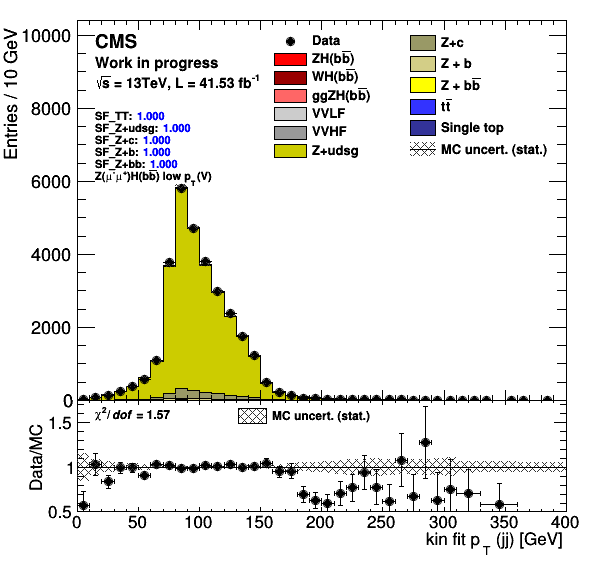 CMS
Work in progress
√s = 13TeV, L = 41.53 fb⁻¹
SF_TT: 1.000
SF_Z+udsg: 1.000
SF_Z+c: 1.000
SF_Z+b: 1.000
SF_Z+bb: 1.000
Z(μ⁻μ⁺)H(bb̅) low p_T(V)
Data
ZH(bb̅)
WH(bb̅)
ggZH(bb̅)
VVLF
VVHF
Z+udsg
Z+c
Z + b
Z + bb̅
tt̅
Single top
MC uncert. (stat.)
Entries / 10 GeV
10000
8000
6000
4000
2000
0
χ²/dof = 1.57
MC uncert. (stat.)
Data/MC
1.5
1
0.5
0 50 100 150 200 250 300 350 400
kin fit p_T (jj) [GeV]